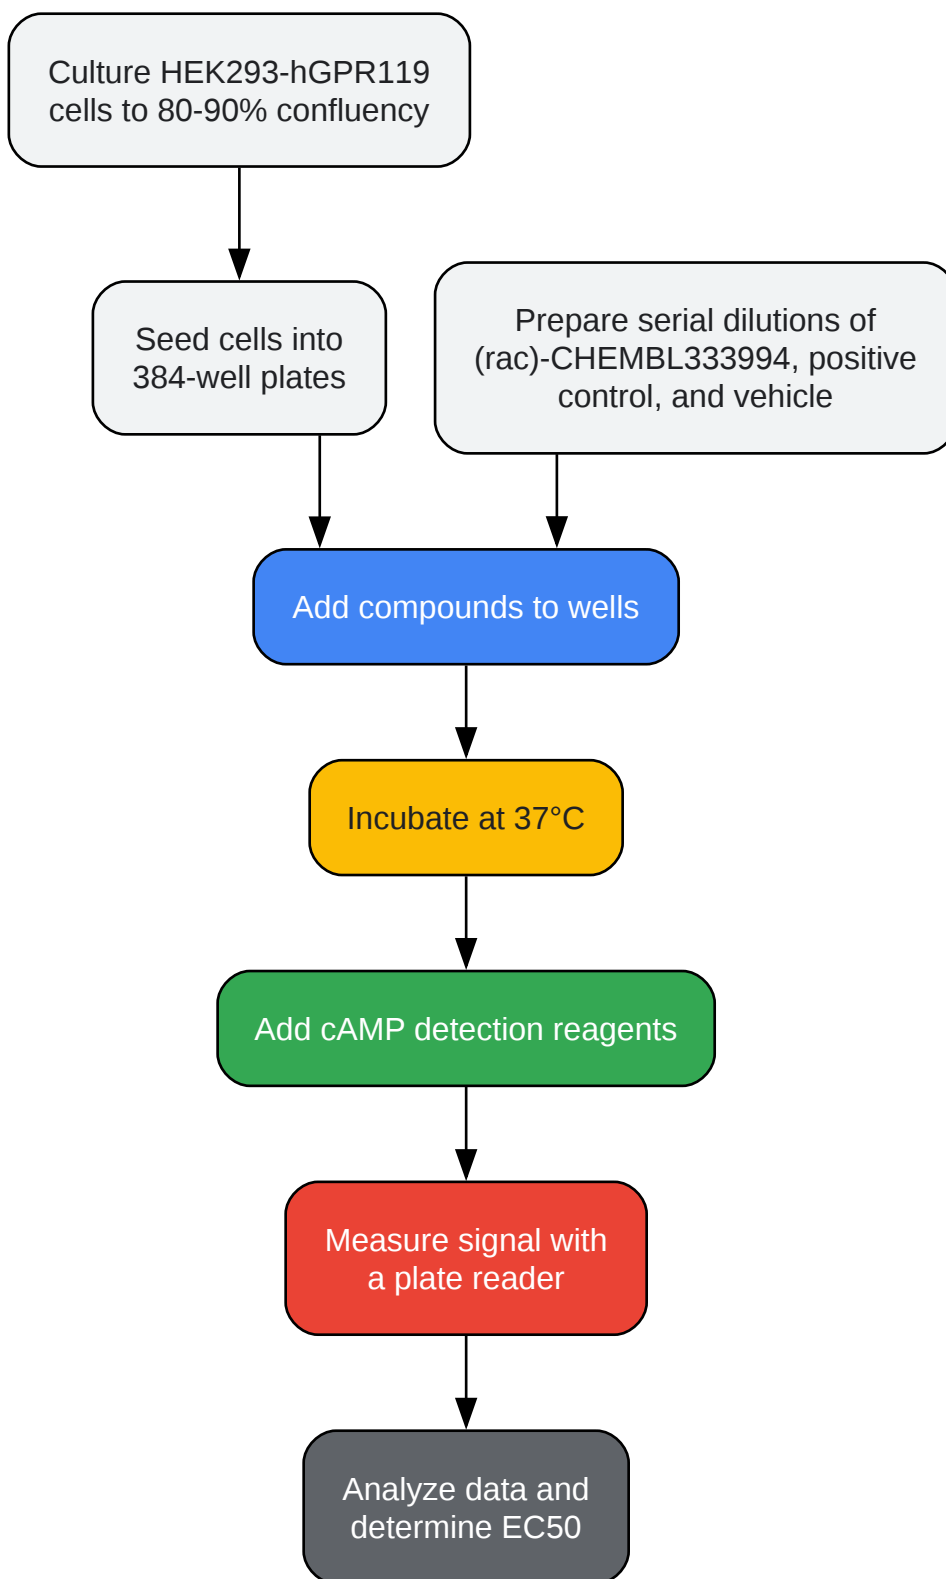 Culture HEK293-hGPR119
cells to 80-90% confluency
Seed cells into
384-well plates
Prepare serial dilutions of
(rac)-CHEMBL333994, positive
control, and vehicle
Add compounds to wells
Incubate at 37°C
Add cAMP detection reagents
Measure signal with
a plate reader
Analyze data and
determine EC50